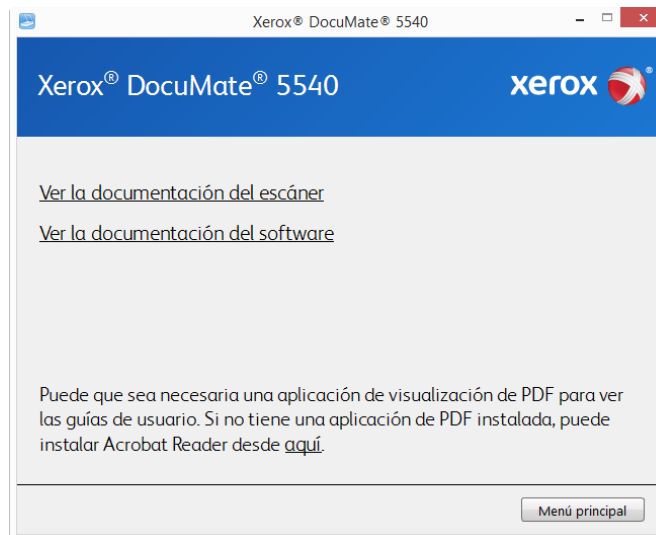 Xerox® DocuMate® 5540
Xerox® DocuMate® 5540
xerox ®
Ver la documentación del escáner
Ver la documentación del software
Puede que sea necesaria una aplicación de visualización de PDF para ver
las guías de usuario. Si no tiene una aplicación de PDF instalada, puede
instalar Acrobat Reader desde aquí.
Menú principal